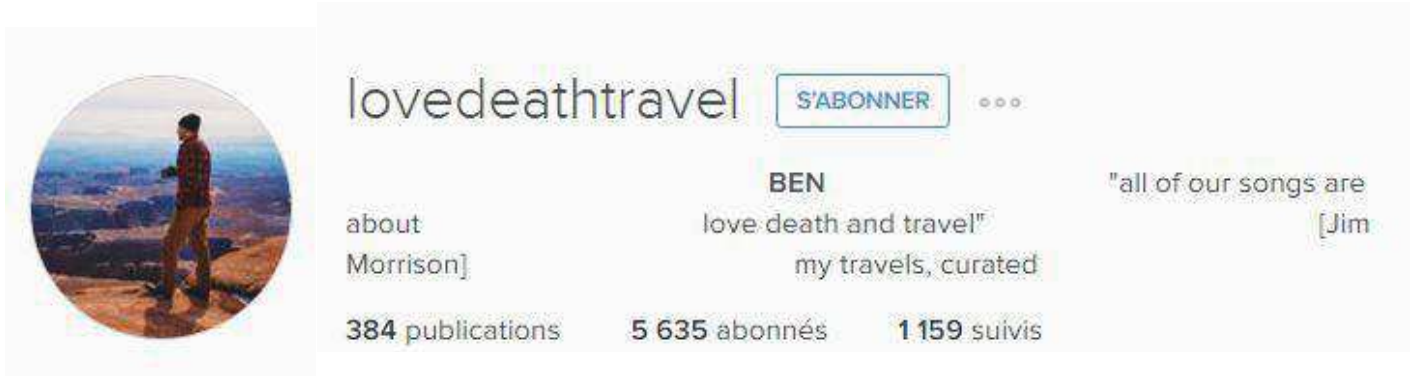 lovedeathtravel S'ABONNER
BEN "all of our songs are
about love death and travel" [Jim
Morrison] my travels, curated
384 publications 5 635 abonnés 1 159 suivis